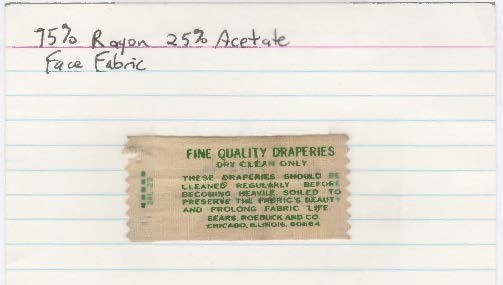 75% Rayon 25% Acetate
Face Fabric
FINE QUALITY DRAPERIES
DRY CLEAN ONLY
THESE DRAPERIES SHOULD BE
CLEANED REGULARLY BEFORE
BECOMING HEAVILY SOILED TO
PRESERVE THE FABRIC'S BEAUTY
AND PROLONG FABRIC LIFE
SEARS, ROEBUCK AND CO.
CHICAGO, ILLINOIS, 60684